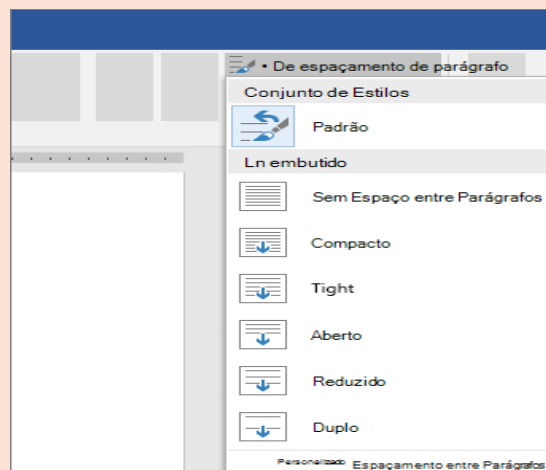 • De espaçamento de parágrafo
Conjunto de Estilos
Padrão
Ln embutido
Sem Espaço entre Parágrafos
Compacto
Tight
Aberto
Reduzido
Duplo
Personalizado Espaçamento entre Parágrafos